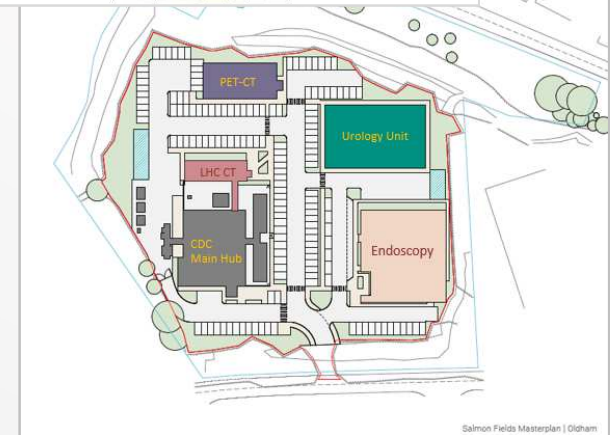 PET-CT
Urology Unit
LHC CT
CDC
Main Hub
Endoscopy
Salmon Fields Masterplan | Oldham